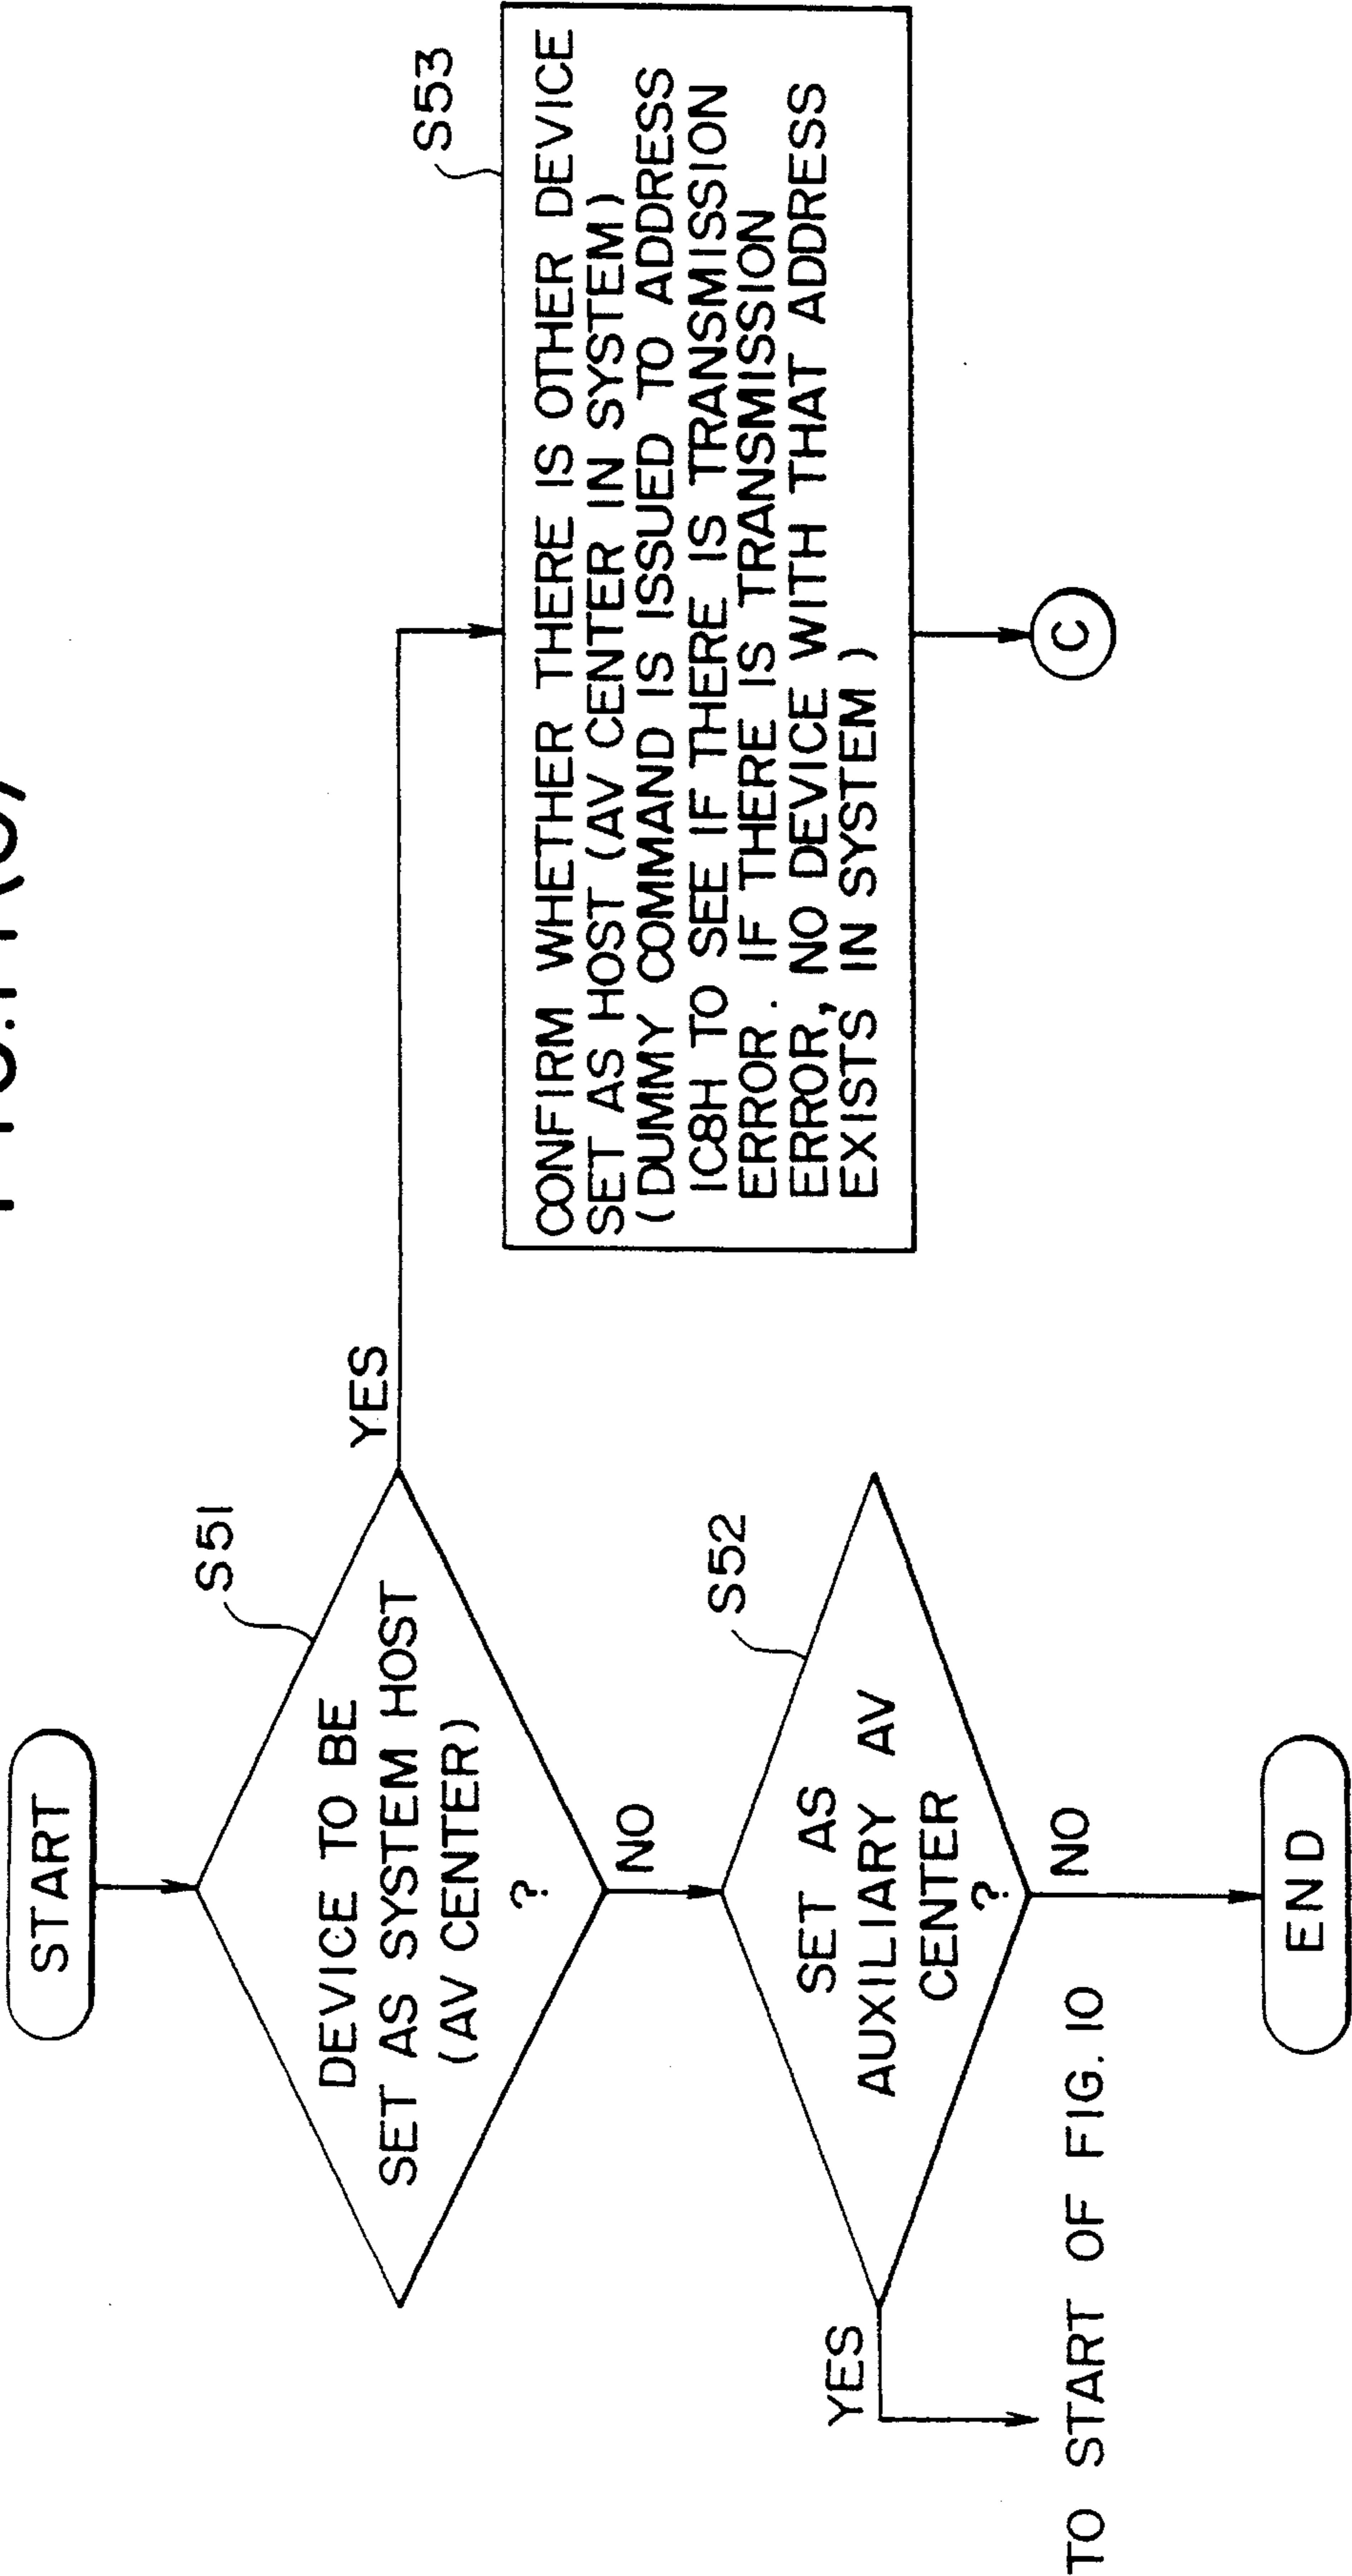 START
DEVICE TO BE
SET AS SYSTEM HOST
(AV CENTER)
?
S51
YES
NO
SET AS
AUXILIARY AV
CENTER
?
S52
YES
TO START OF FIG. 10
NO
END
S53
CONFIRM WHETHER THERE IS OTHER DEVICE
SET AS HOST (AV CENTER IN SYSTEM)
(DUMMY COMMAND IS ISSUED TO ADDRESS
1C8H TO SEE IF THERE IS TRANSMISSION
ERROR. IF THERE IS TRANSMISSION
ERROR, NO DEVICE WITH THAT ADDRESS
EXISTS IN SYSTEM)
C